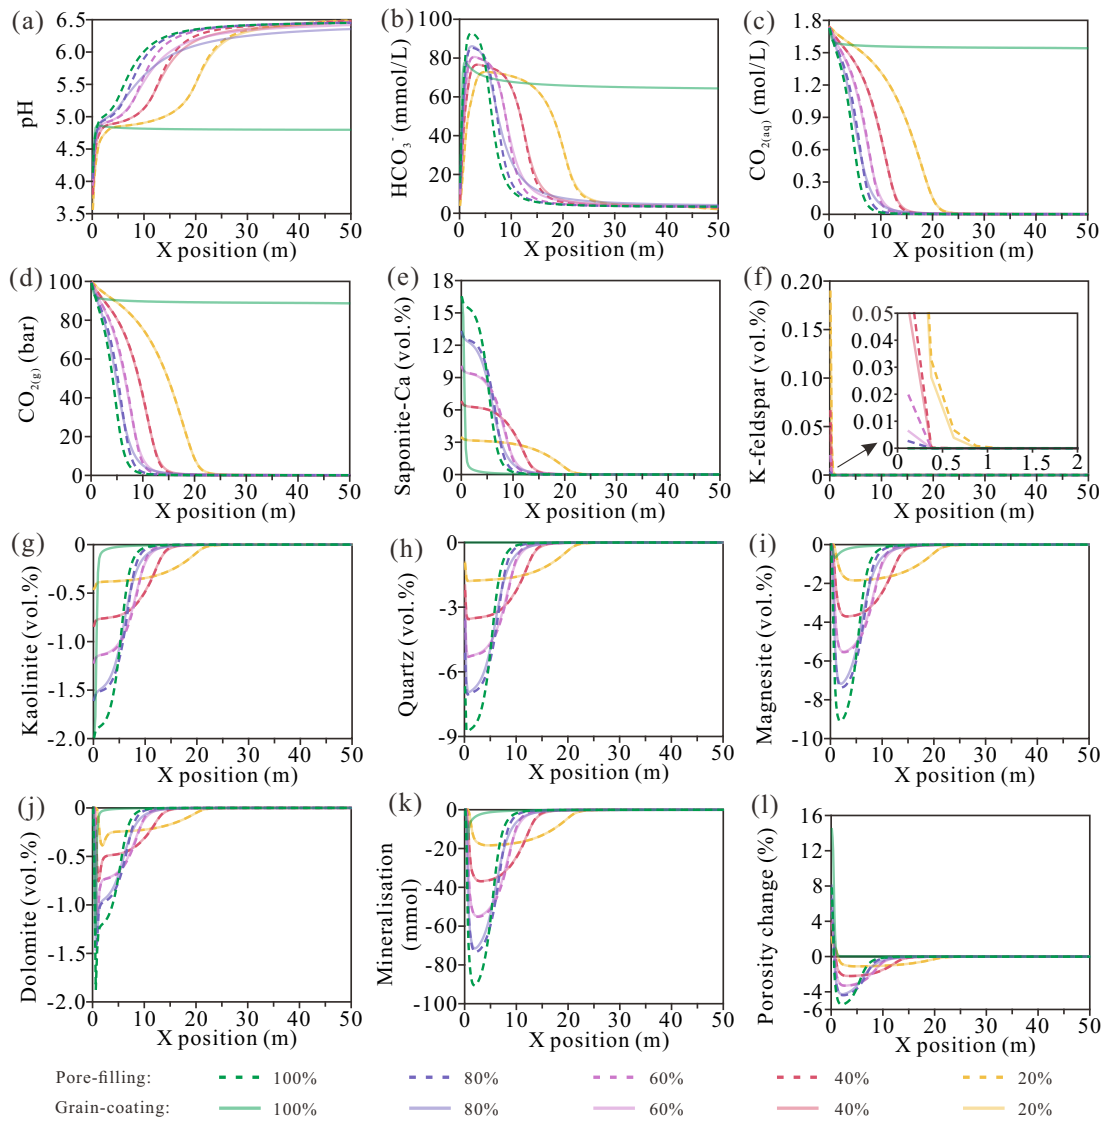 (a)
6.5
6.0
5.5
5.0
4.5
4.0
3.5
pH
0 10 20 30 40 50
X position (m)
(b)
100
80
60
40
20
0
HCO₃⁻ (mmol/L)
0 10 20 30 40 50
X position (m)
(c)
1.8
1.5
1.2
0.9
0.6
0.3
0
CO₂₍aq₎ (mol/L)
0 10 20 30 40 50
X position (m)
(d)
100
80
60
40
20
0
CO₂₍g₎ (bar)
0 10 20 30 40 50
X position (m)
(e)
18
15
12
9
6
3
0
Saponite-Ca (vol.%)
0 10 20 30 40 50
X position (m)
(f)
0.20
0.15
0.10
0.05
0
K-feldspar (vol.%)
0.05
0.04
0.03
0.02
0.01
0
0 0.5 1 1.5 2
0 10 20 30 40 50
X position (m)
(g)
0
-0.5
-1.0
-1.5
-2.0
Kaolinite (vol.%)
0 10 20 30 40 50
X position (m)
(h)
0
-3
-6
-9
Quartz (vol.%)
0 10 20 30 40 50
X position (m)
(i)
0
-2
-4
-6
-8
-10
Magnesite (vol.%)
0 10 20 30 40 50
X position (m)
(j)
0
-0.5
-1.0
-1.5
-2.0
Dolomite (vol.%)
0 10 20 30 40 50
X position (m)
(k)
0
-20
-40
-60
-80
-100
Mineralisation
(mmol)
0 10 20 30 40 50
X position (m)
(l)
16
12
8
4
0
-4
-6
Porosity change (%)
0 10 20 30 40 50
X position (m)
Pore-filling: 100% 80% 60% 40% 20%
Grain-coating: 100% 80% 60% 40% 20%